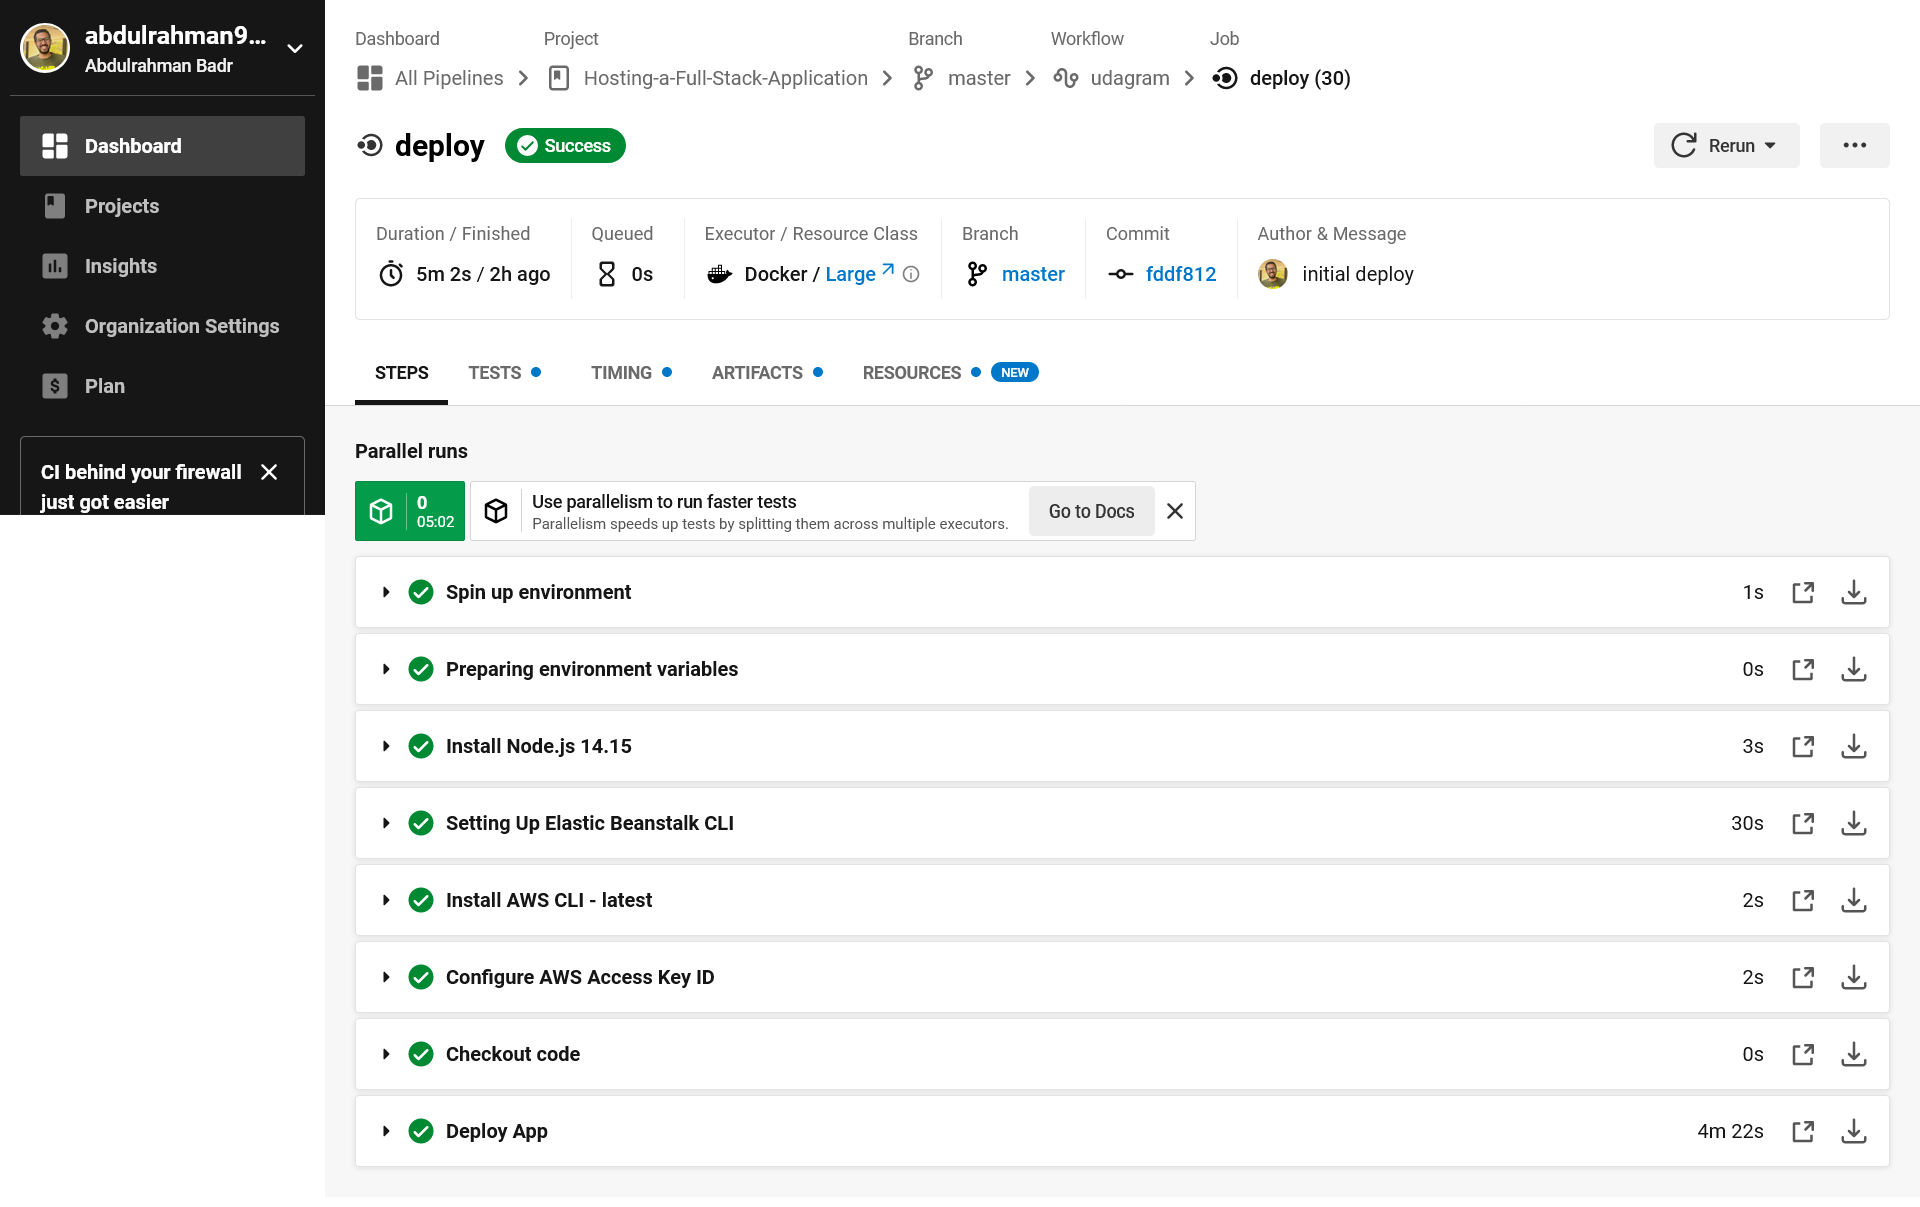 abdulrahman9...
Abdulrahman Badr
Dashboard
Projects
Insights
Organization Settings
Plan
CI behind your firewall
just got easier
Dashboard Project Branch Workflow Job
All Pipelines Hosting-a-Full-Stack-Application master udagram deploy (30)
deploy Success Rerun
Duration / Finished Queued Executor / Resource Class Branch Commit Author & Message
5m 2s / 2h ago 0s Docker / Large master fddf812 initial deploy
STEPS TESTS TIMING ARTIFACTS RESOURCES NEW
Parallel runs
0
05:02
Use parallelism to run faster tests
Parallelism speeds up tests by splitting them across multiple executors.
Go to Docs
Spin up environment 1s
Preparing environment variables 0s
Install Node.js 14.15 3s
Setting Up Elastic Beanstalk CLI 30s
Install AWS CLI - latest 2s
Configure AWS Access Key ID 2s
Checkout code 0s
Deploy App 4m 22s